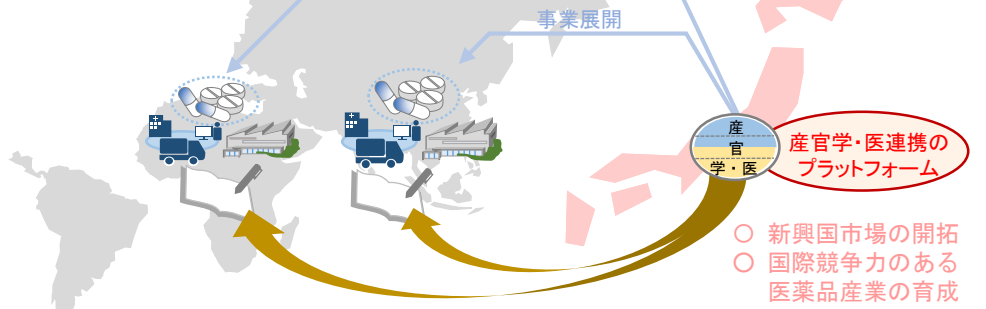 事業展開
産
官
学・医
産官学・医連携の
プラットフォーム
○ 新興国市場の開拓
○ 国際競争力のある
医薬品産業の育成